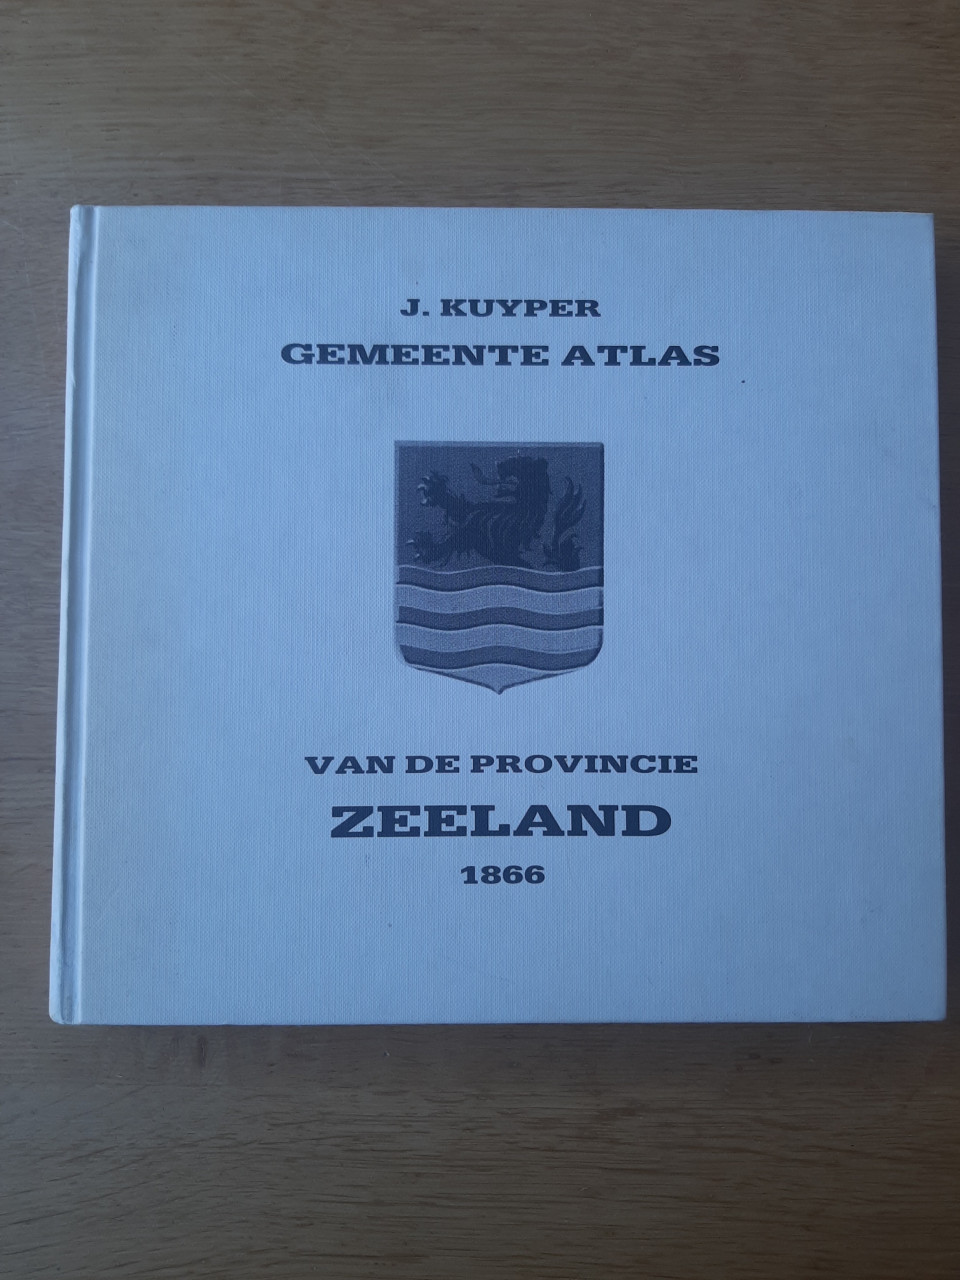 J. KUYPER
GEMEENTE ATLAS
VAN DE PROVINCIE
ZEELAND
1866